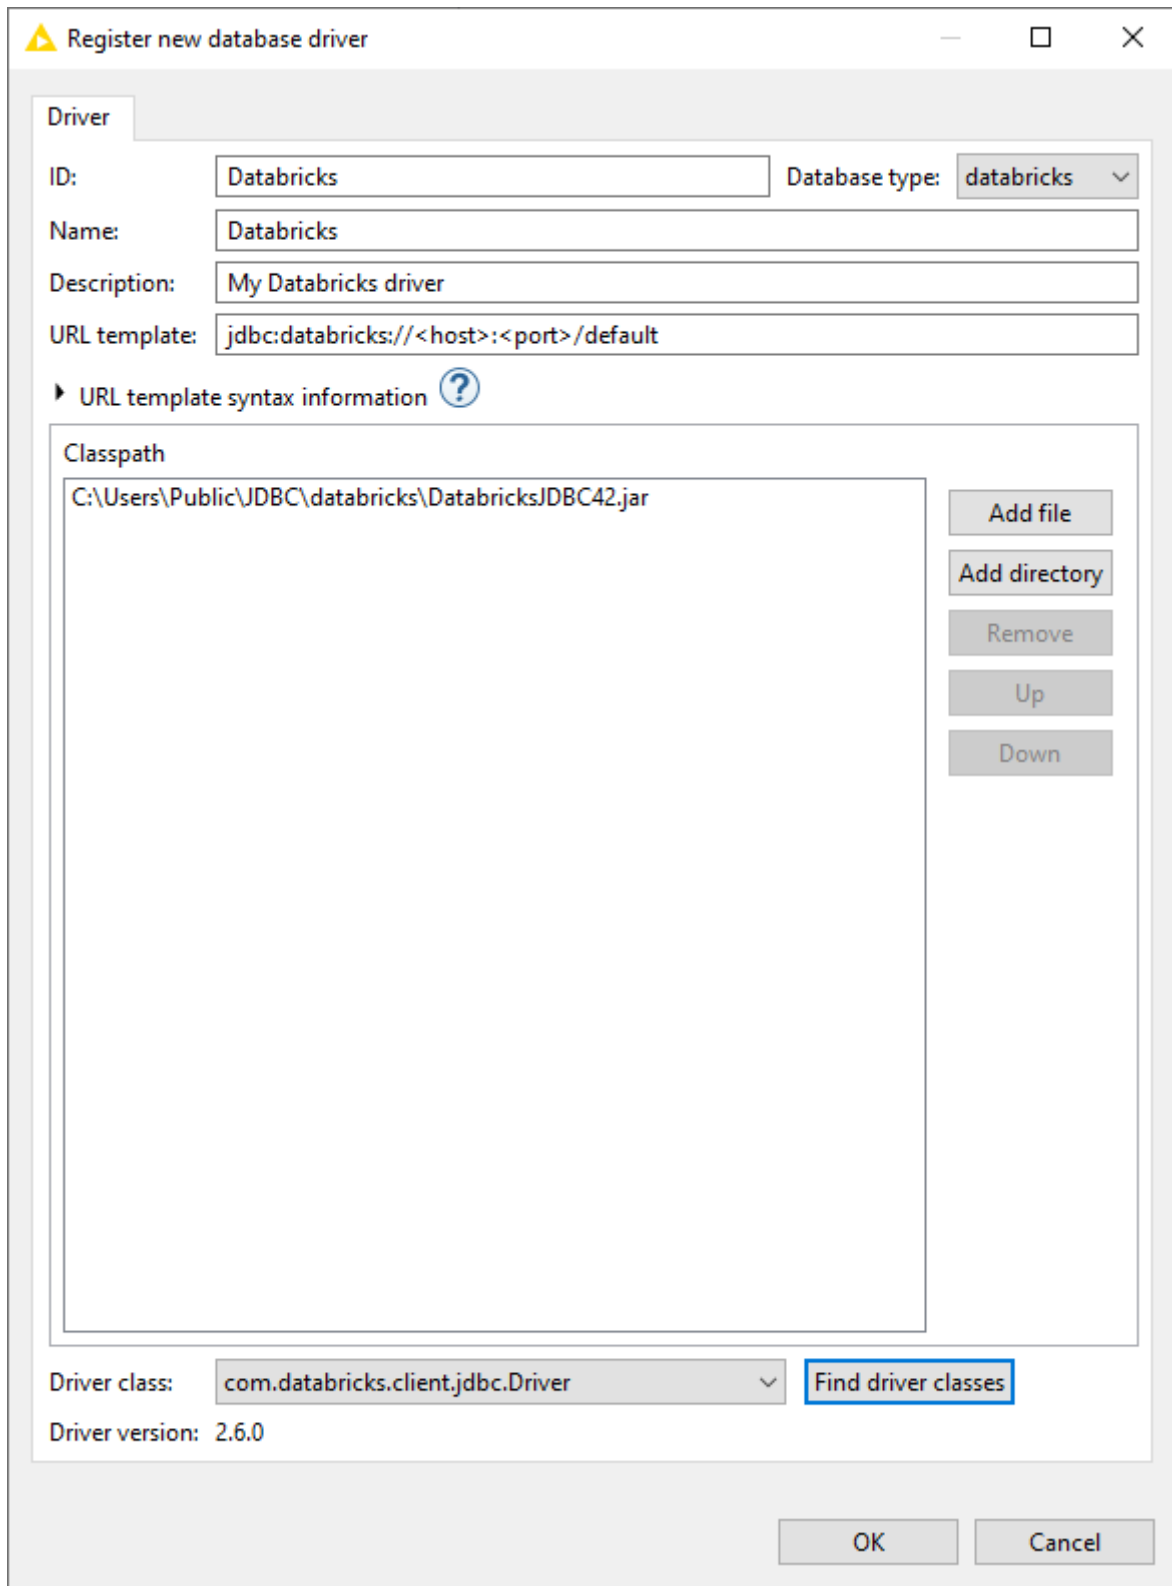 Register new database driver
Driver
ID: Databricks Database type: databricks
Name: Databricks
Description: My Databricks driver
URL template: jdbc:databricks://<host>:<port>/default
URL template syntax information ?
Classpath
C:\Users\Public\JDBC\databricks\DatabricksJDBC42.jar
Add file
Add directory
Remove
Up
Down
Driver class: com.databricks.client.jdbc.Driver Find driver classes
Driver version: 2.6.0
OK Cancel